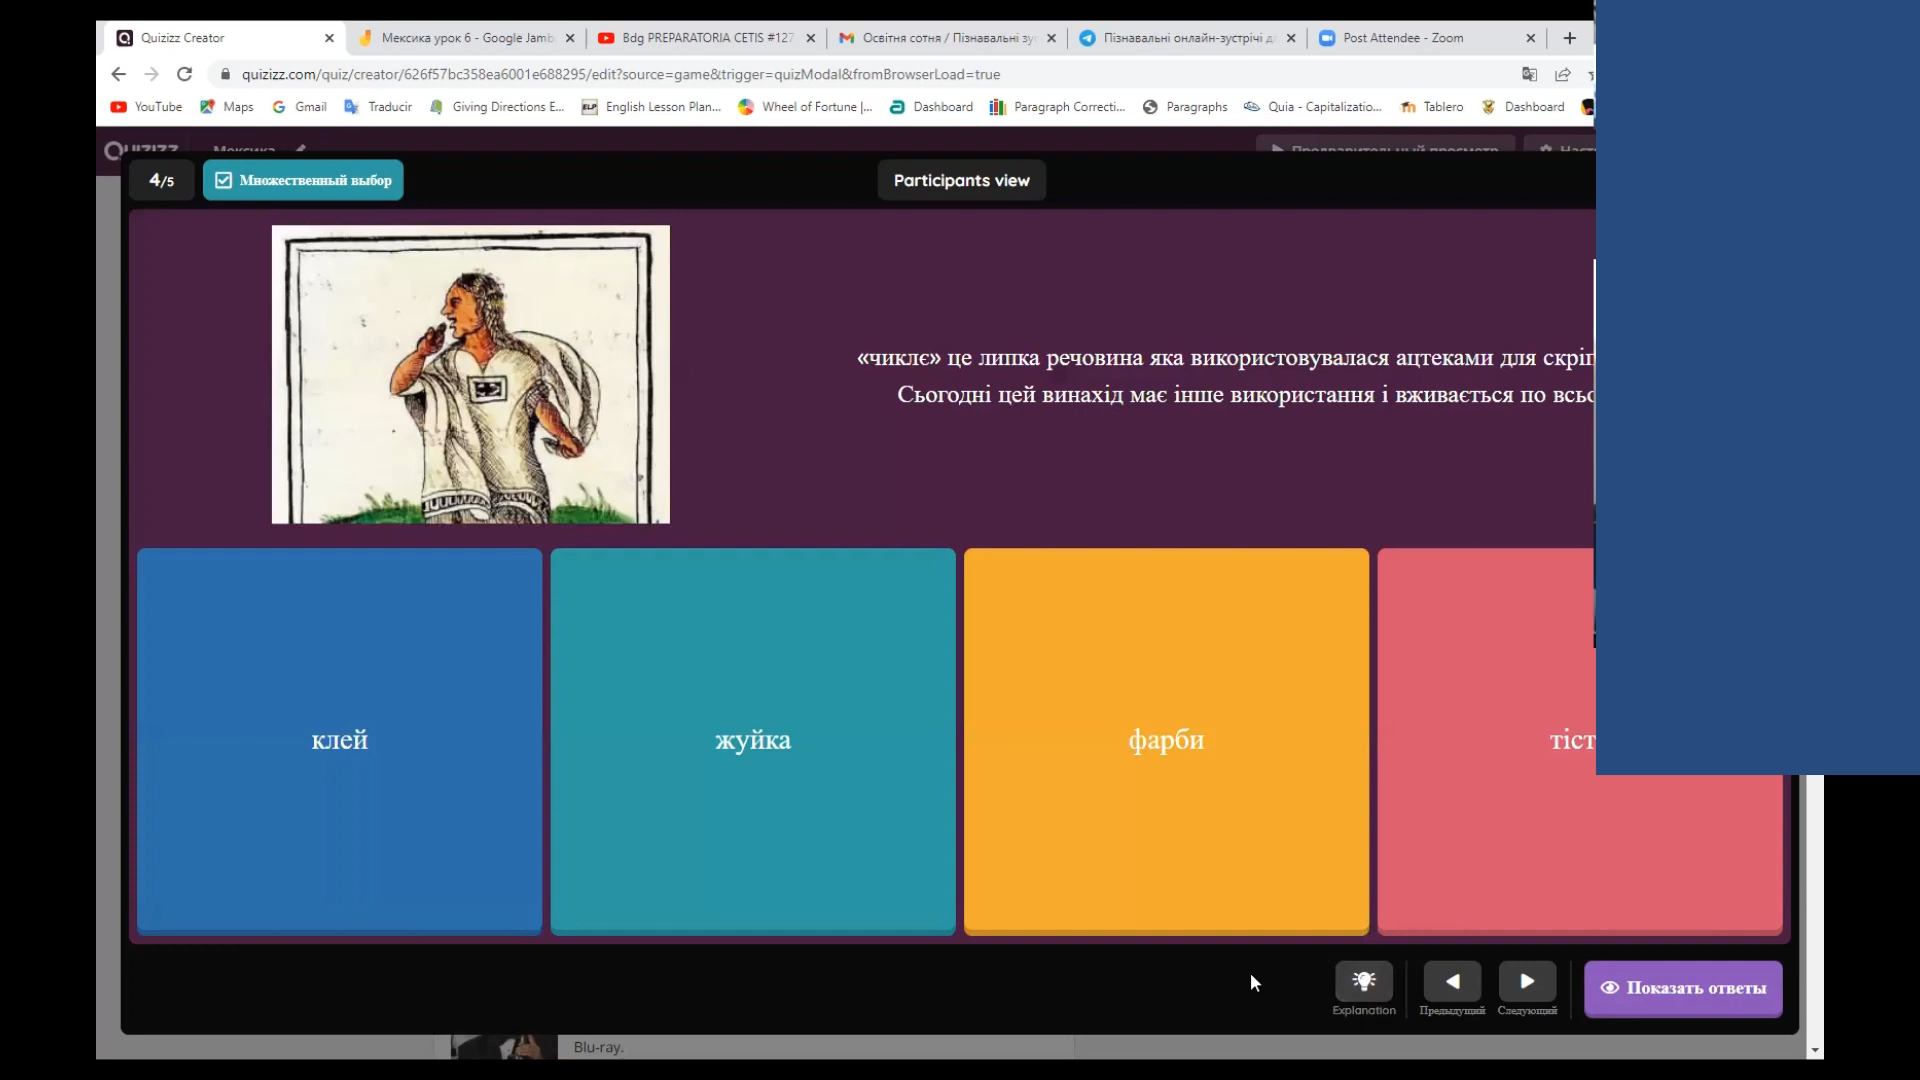 Quizizz Creator
Мексика урок 6 - Google Jamb
Bdg PREPARATORIA CETIS #127
Освітня сотня / Пізнавальні зу
Пізнавальні онлайн-зустрічі д
Post Attendee - Zoom
quizizz.com/quiz/creator/626f57bc358ea6001e688295/edit?source=game&trigger=quizModal&fromBrowserLoad=true
YouTube
Maps
Gmail
Traducir
Giving Directions E...
ELP
English Lesson Plan...
Wheel of Fortune |...
Dashboard
Paragraph Correcti...
Paragraphs
Quia - Capitalizatio...
Tablero
Dashboard
4/5
Множественный выбор
Participants view
«чиклє» це липка речовина яка використовувалася ацтеками для скріп
Сьогодні цей винахід має інше використання і вживається по всьо
клей
жуйка
фарби
тіст
Explanation
Предыдущий
Следующий
Показать ответы
Blu-ray.